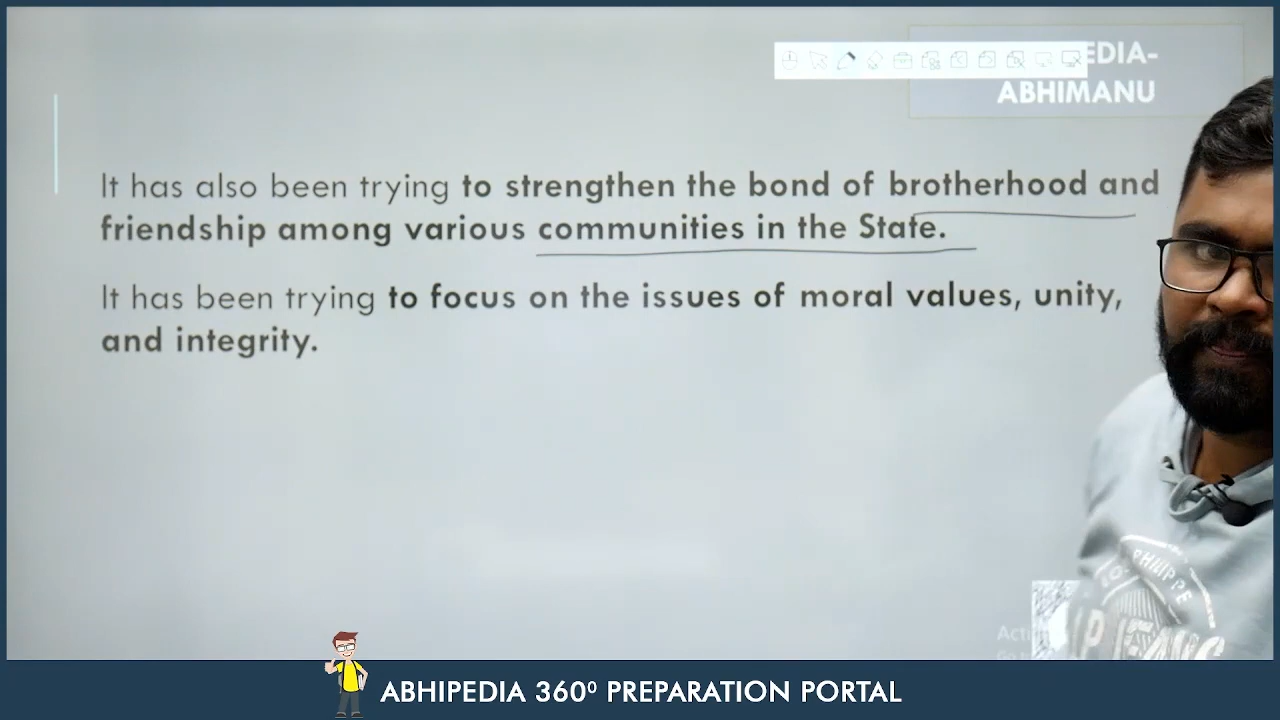 EDIA-
ABHIMANU
It has also been trying to strengthen the bond of brotherhood and
friendship among various communities in the State.
It has been trying to focus on the issues of moral values, unity,
and integrity.
PHILIPPE
ABHIPEDIA 360⁰ PREPARATION PORTAL